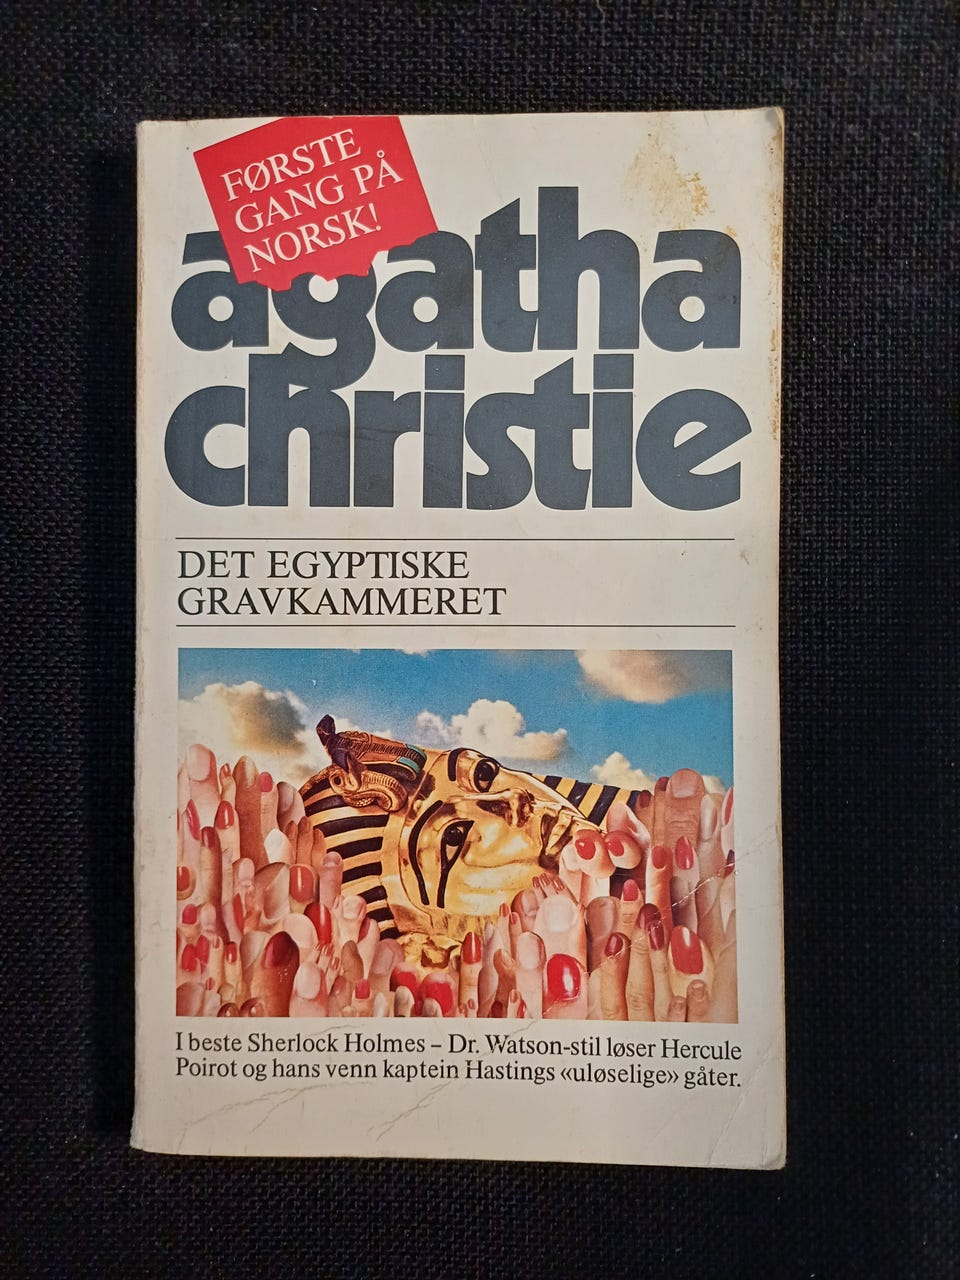 FØRSTE
GANG PÅ
NORSK!
agatha
christie
DET EGYPTISKE
GRAVKAMMERET
I beste Sherlock Holmes – Dr. Watson-stil løser Hercule
Poirot og hans venn kaptein Hastings «uløselige» gåter.